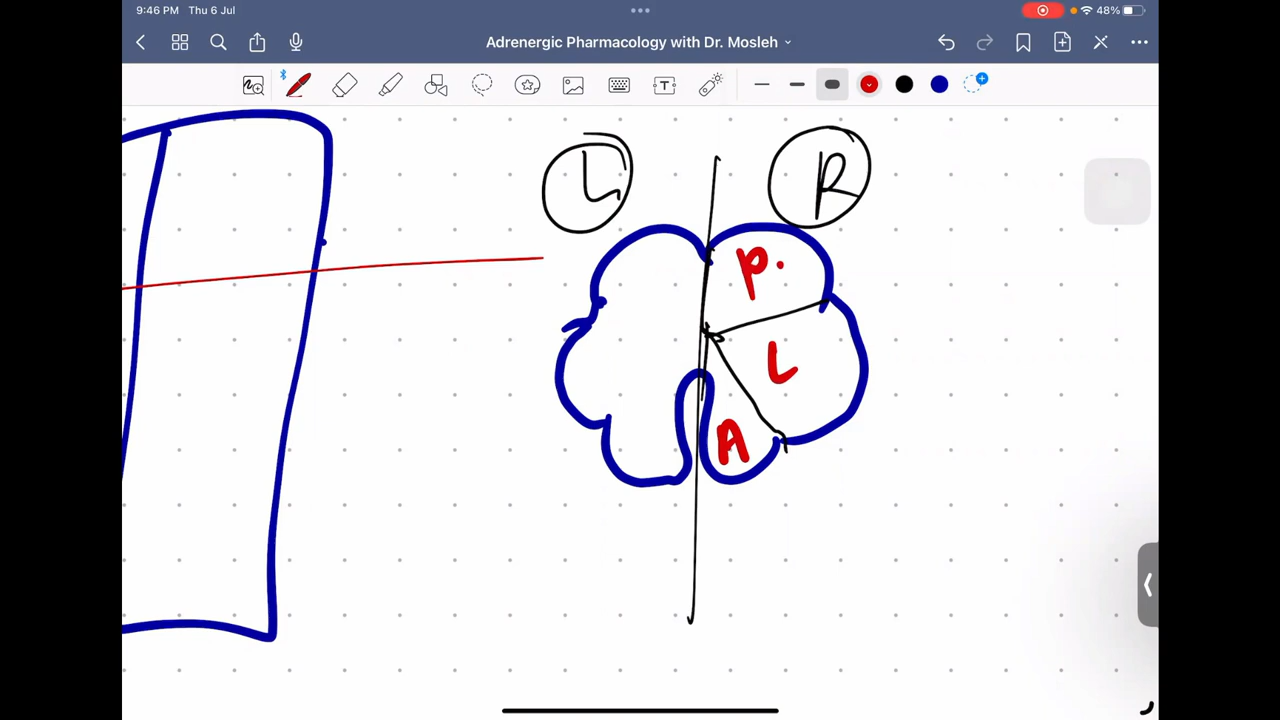 9:46 PM Thu 6 Jul
48%
Adrenergic Pharmacology with Dr. Mosleh
T
L R
P.
L
A